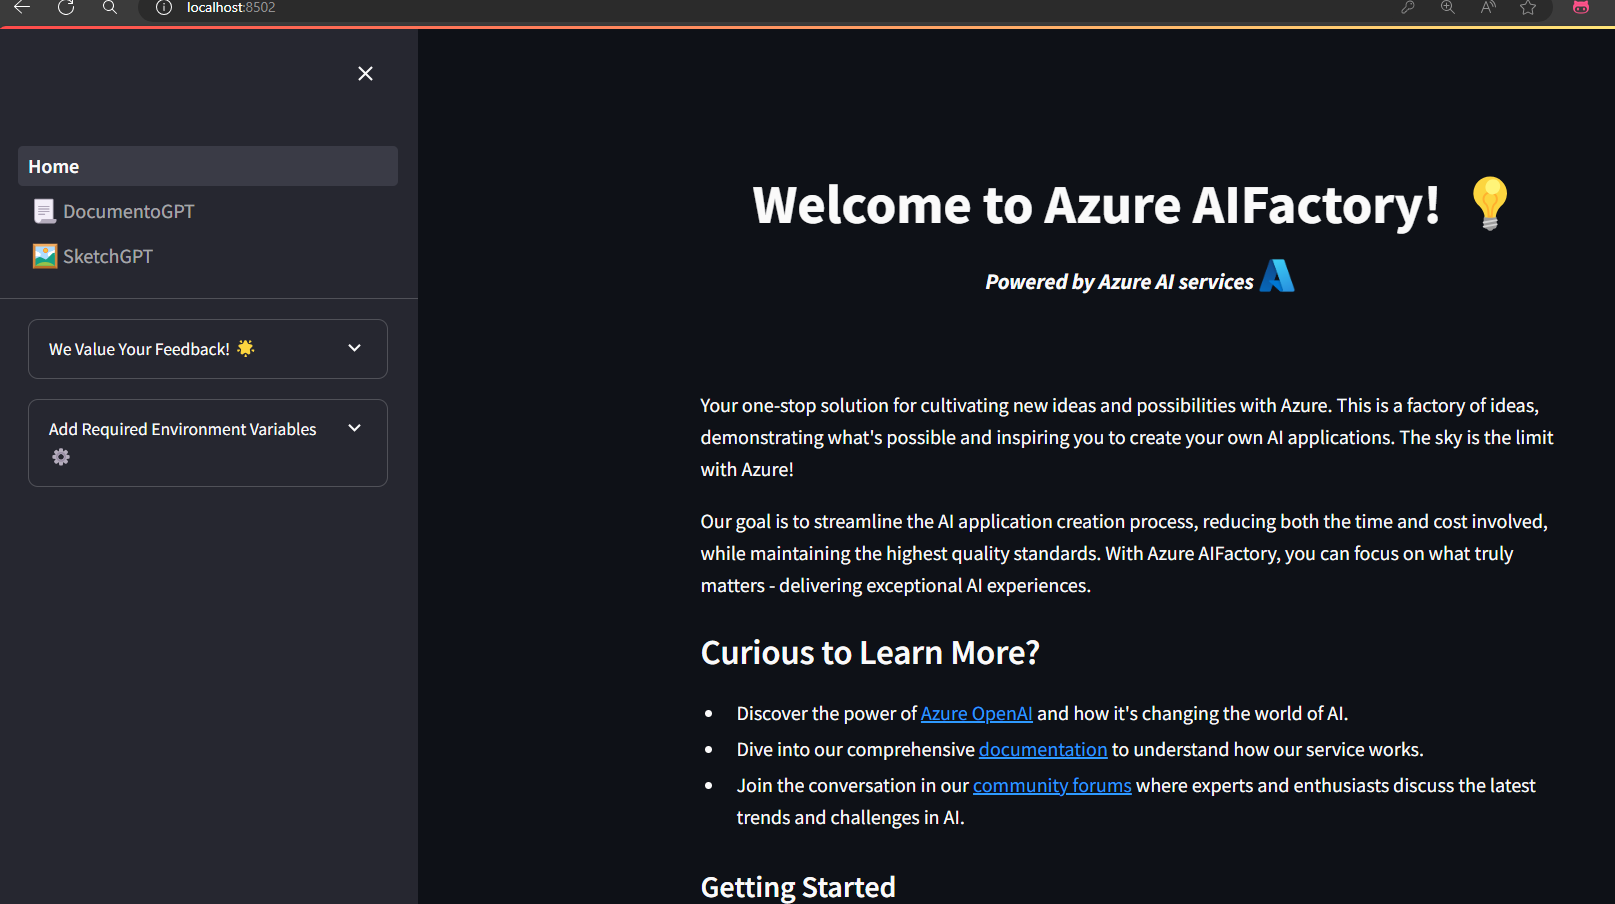 localhost:8502
Home
DocumentoGPT
SketchGPT
We Value Your Feedback!
Add Required Environment Variables
Welcome to Azure AIFactory!
Powered by Azure AI services
Your one-stop solution for cultivating new ideas and possibilities with Azure. This is a factory of ideas,
demonstrating what's possible and inspiring you to create your own AI applications. The sky is the limit
with Azure!
Our goal is to streamline the AI application creation process, reducing both the time and cost involved,
while maintaining the highest quality standards. With Azure AIFactory, you can focus on what truly
matters - delivering exceptional AI experiences.
Curious to Learn More?
• Discover the power of Azure OpenAI and how it's changing the world of AI.
• Dive into our comprehensive documentation to understand how our service works.
• Join the conversation in our community forums where experts and enthusiasts discuss the latest
trends and challenges in AI.
Getting Started